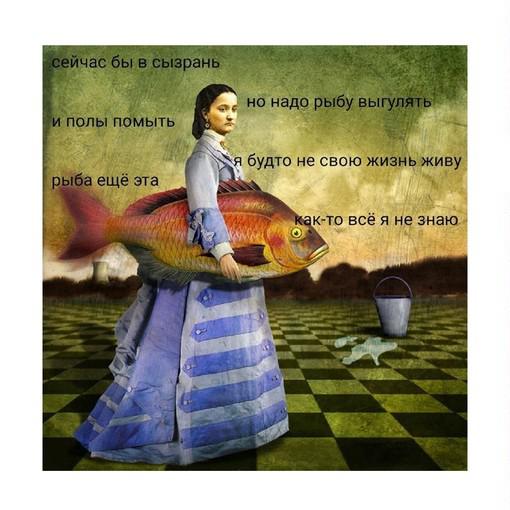 сейчас бы в сызрань
но надо рыбу выгулять
и полы помыть
я будто не свою жизнь живу
рыба ещё эта
как-то всё я не знаю